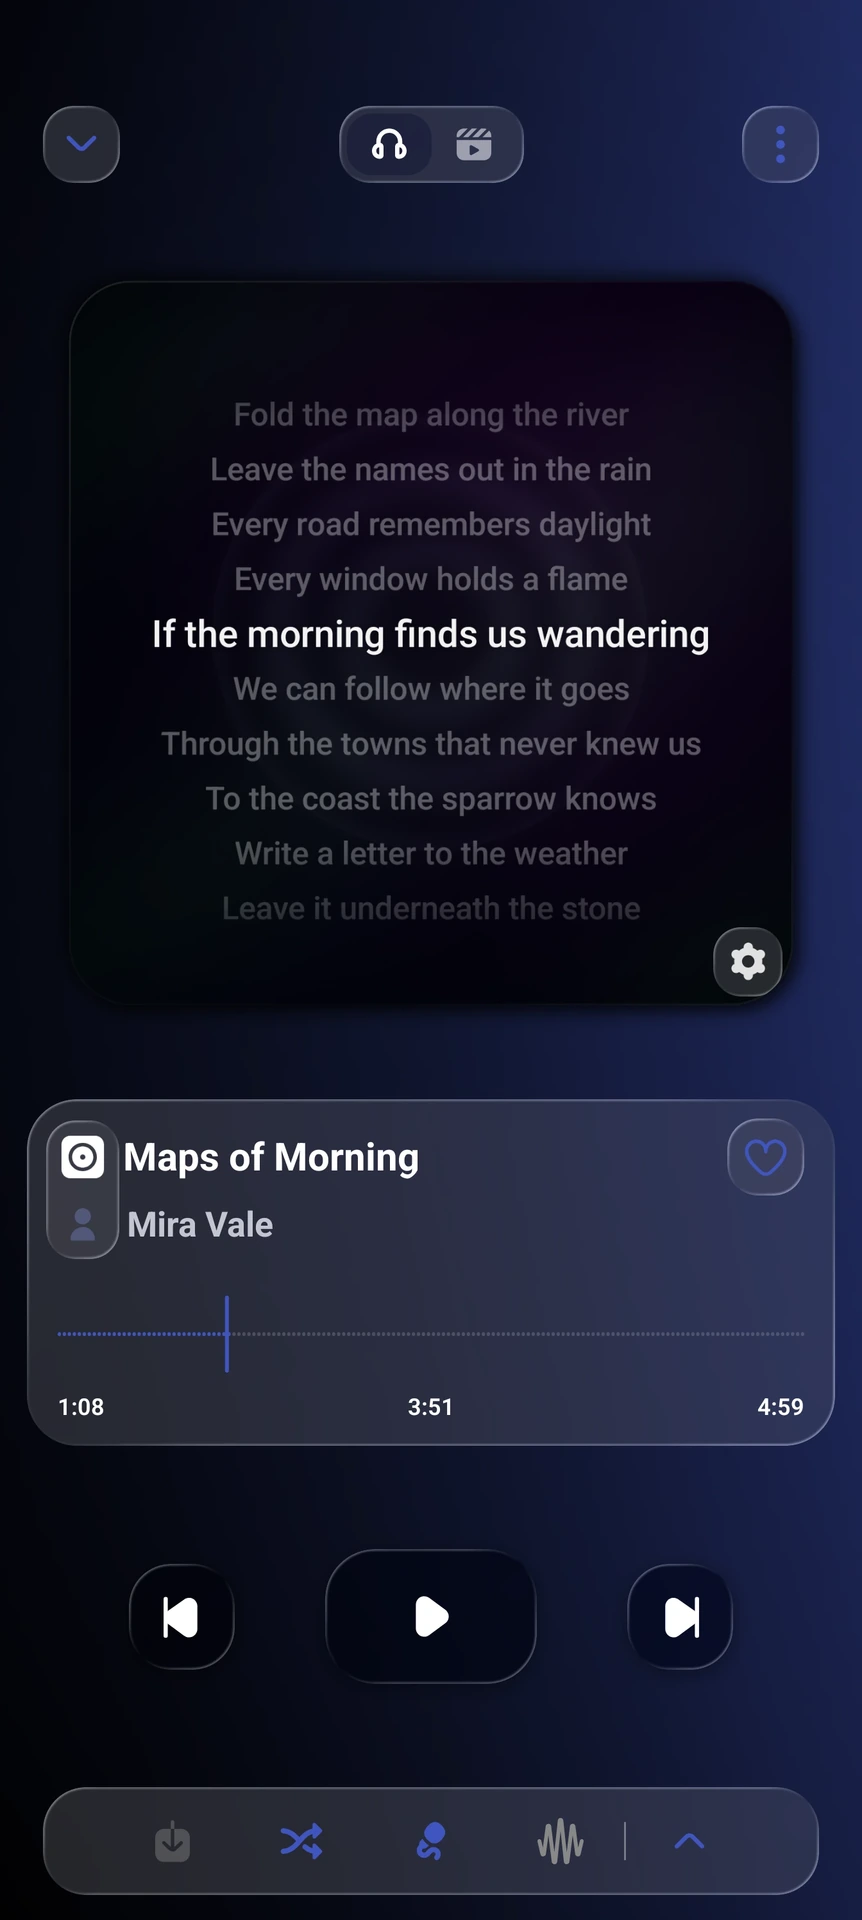 Fold the map along the river
Leave the names out in the rain
Every road remembers daylight
Every window holds a flame
If the morning finds us wandering
We can follow where it goes
Through the towns that never knew us
To the coast the sparrow knows
Write a letter to the weather
Leave it underneath the stone
Maps of Morning
Mira Vale
1:08 3:51 4:59